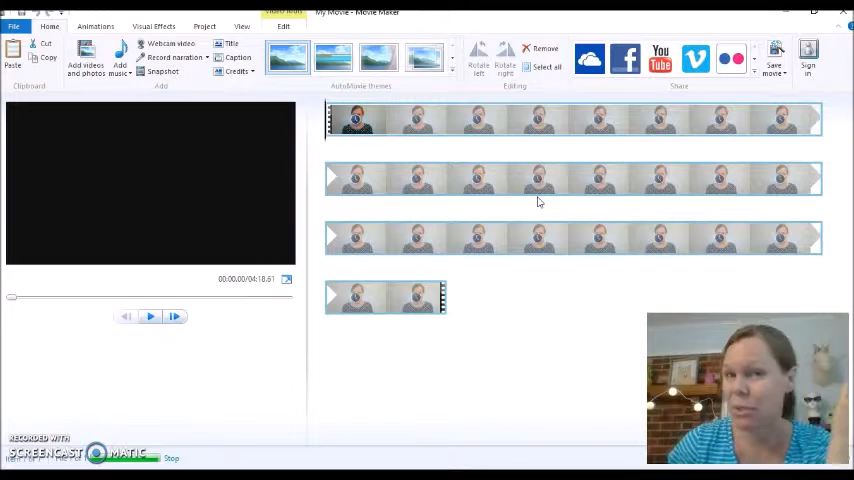 My Movie - Movie Maker
File Home Animations Visual Effects Project View Edit
Paste
Cut
Copy
Clipboard
Add videos and photos
Add music
Webcam video
Record narration
Snapshot
Title
Caption
Credits
Add
AutoMovie themes
Rotate left
Rotate right
Remove
Select all
Editing
You Tube
Share
Save movie
Sign in
00:00.00/04:18.61
RECORDED WITH
SCREENCAST MATIC
Stop